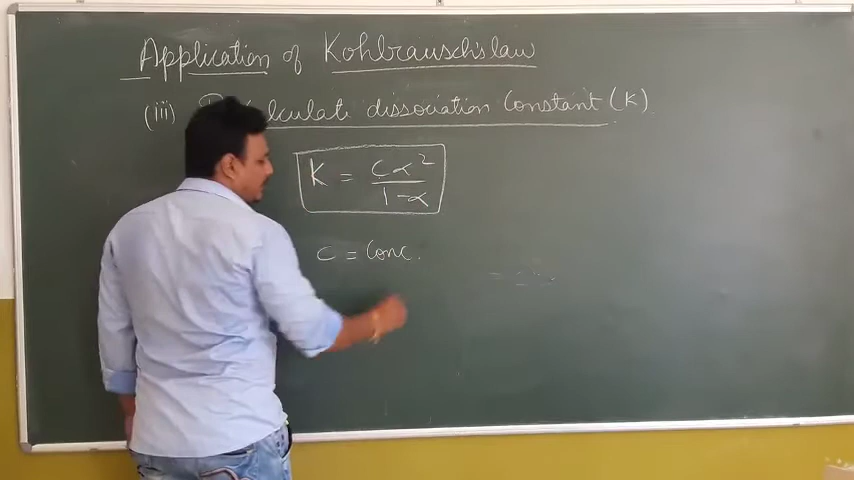 Application of Kohlrausch's law
(iii) dissociation Constant (K)
K = cα² / 1-α
c = Conc.